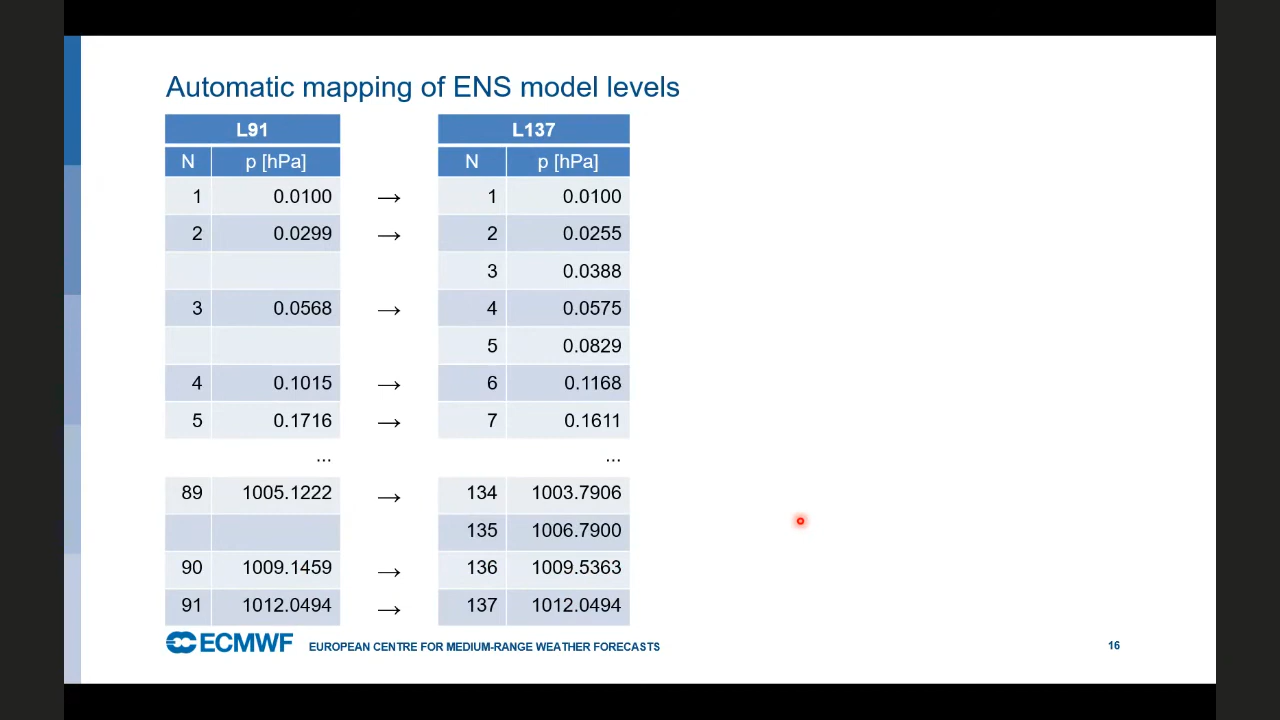 Automatic mapping of ENS model levels
L91 L137
N p [hPa] N p [hPa]
1 0.0100 → 1 0.0100
2 0.0299 → 2 0.0255
3 0.0388
3 0.0568 → 4 0.0575
5 0.0829
4 0.1015 → 6 0.1168
5 0.1716 → 7 0.1611
... ...
89 1005.1222 → 134 1003.7906
135 1006.7900
90 1009.1459 → 136 1009.5363
91 1012.0494 → 137 1012.0494
ECMWF EUROPEAN CENTRE FOR MEDIUM-RANGE WEATHER FORECASTS 16